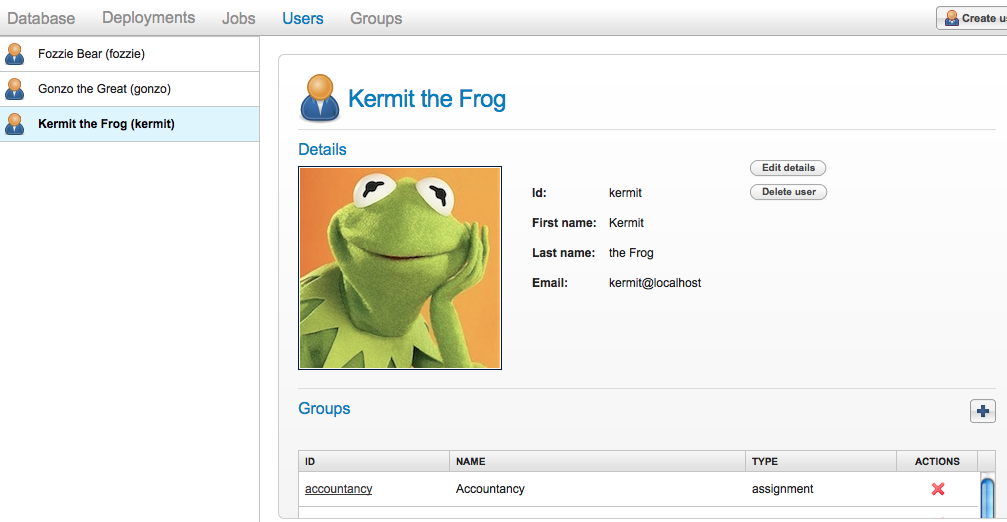 Database Deployments Jobs Users Groups Create u
Fozzie Bear (fozzie)
Gonzo the Great (gonzo)
Kermit the Frog (kermit)
Kermit the Frog
Details
Edit details
Id: kermit
Delete user
First name: Kermit
Last name: the Frog
Email: kermit@localhost
Groups
ID NAME TYPE ACTIONS
accountancy Accountancy assignment